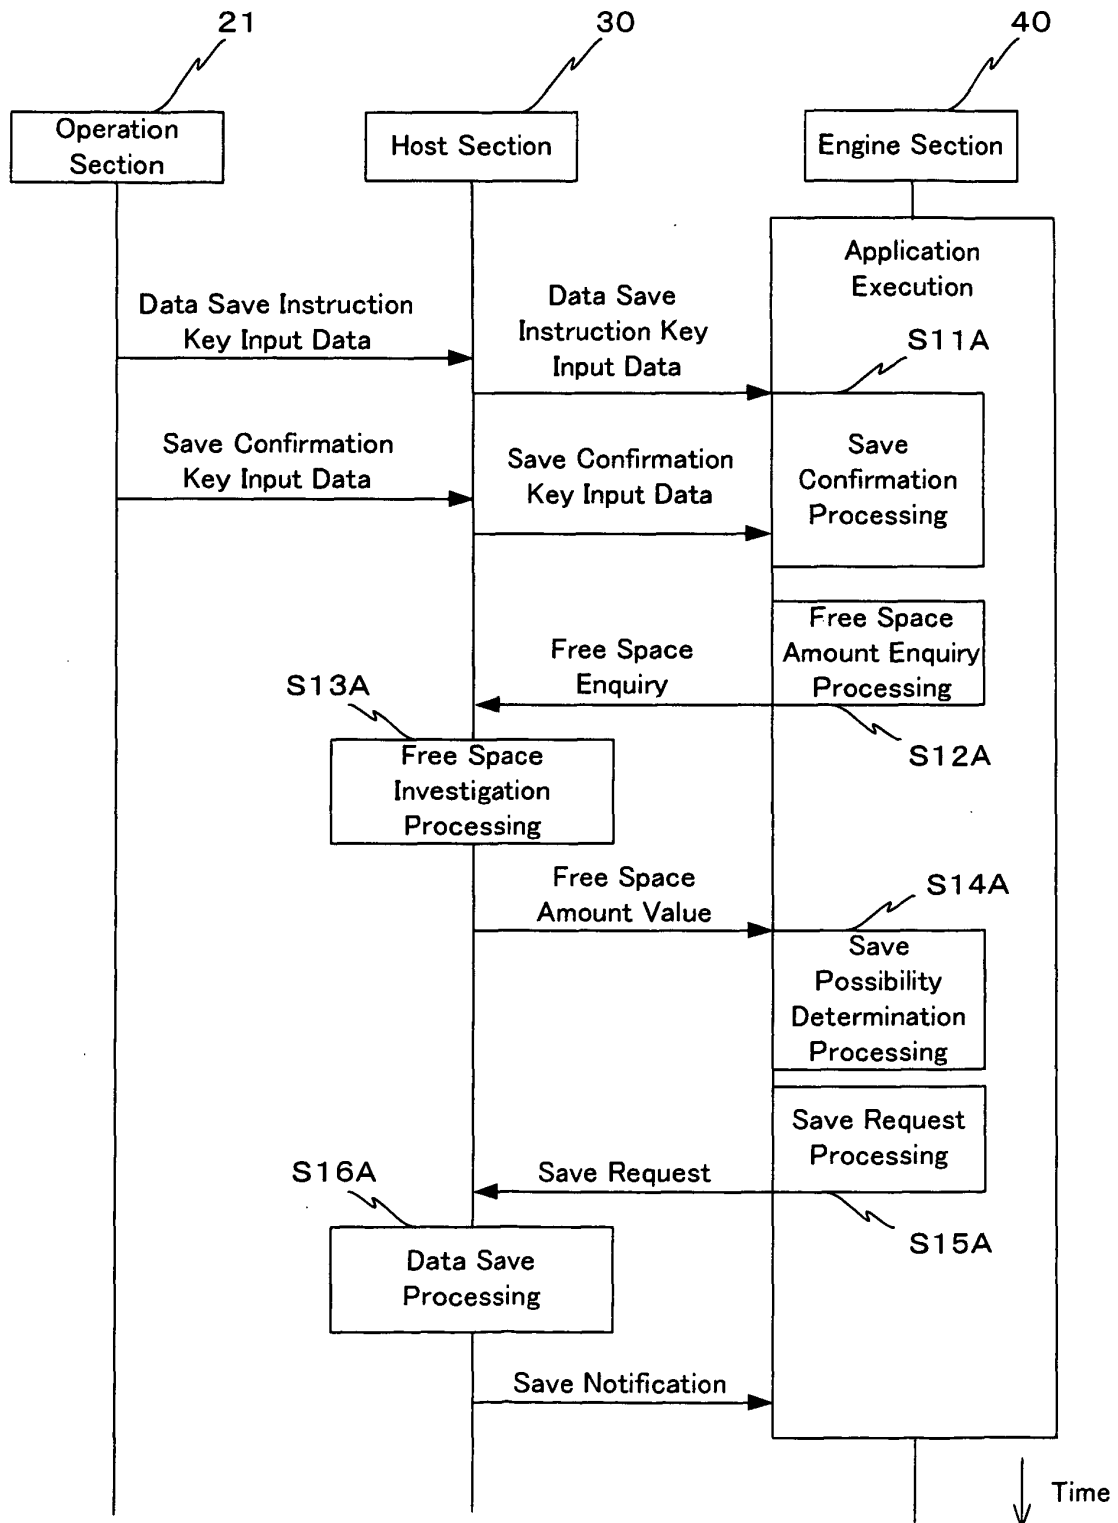 21
30
40
Operation
Section
Host Section
Engine Section
Application
Execution
Data Save Instruction
Key Input Data
Data Save
Instruction Key
Input Data
S11A
Save Confirmation
Key Input Data
Save Confirmation
Key Input Data
Save
Confirmation
Processing
Free Space
Enquiry
Free Space
Amount Enquiry
Processing
S13A
S12A
Free Space
Investigation
Processing
Free Space
Amount Value
S14A
Save
Possibility
Determination
Processing
Save Request
Processing
S16A
Save Request
S15A
Data Save
Processing
Save Notification
Time